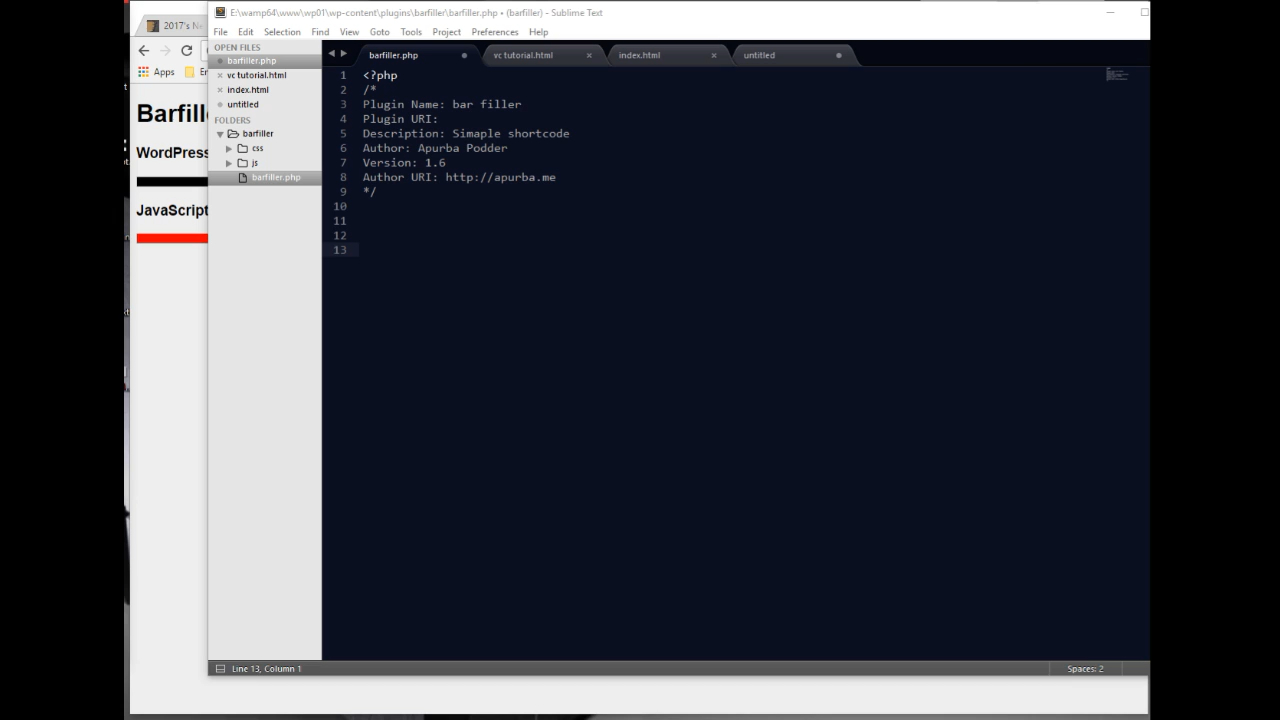 E:\wamp64\www\wp01\wp-content\plugins\barfiller\barfiller.php • (barfiller) - Sublime Text
2017's Ne
File Edit Selection Find View Goto Tools Project Preferences Help
OPEN FILES
barfiller.php
vc tutorial.html
index.html
untitled
FOLDERS
barfiller
css
js
barfiller.php
barfiller.php vc tutorial.html index.html untitled
1 <?php
2 /*
3 Plugin Name: bar filler
4 Plugin URI:
5 Description: Simaple shortcode
6 Author: Apurba Podder
7 Version: 1.6
8 Author URI: http://apurba.me
9 */
10
11
12
13
Apps
Barfill
WordPress
JavaScript
Line 13, Column 1
Spaces: 2